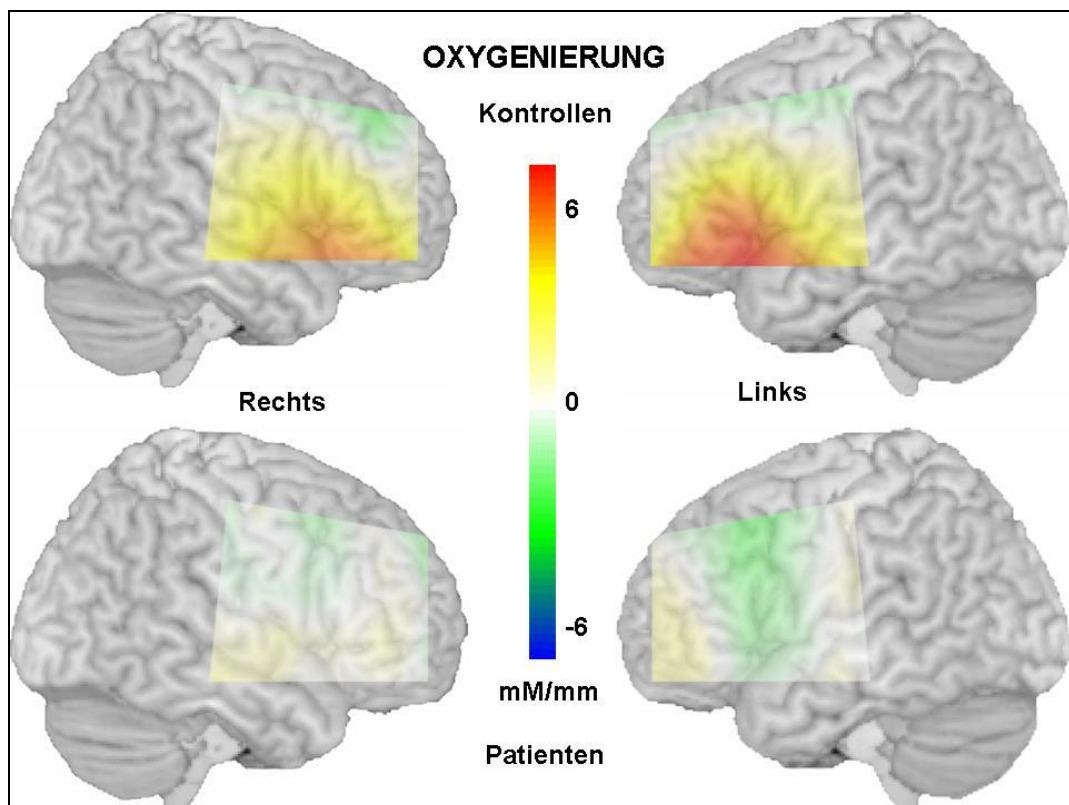 OXYGENIERUNG
Kontrollen
6
Rechts
0
Links
-6
mM/mm
Patienten